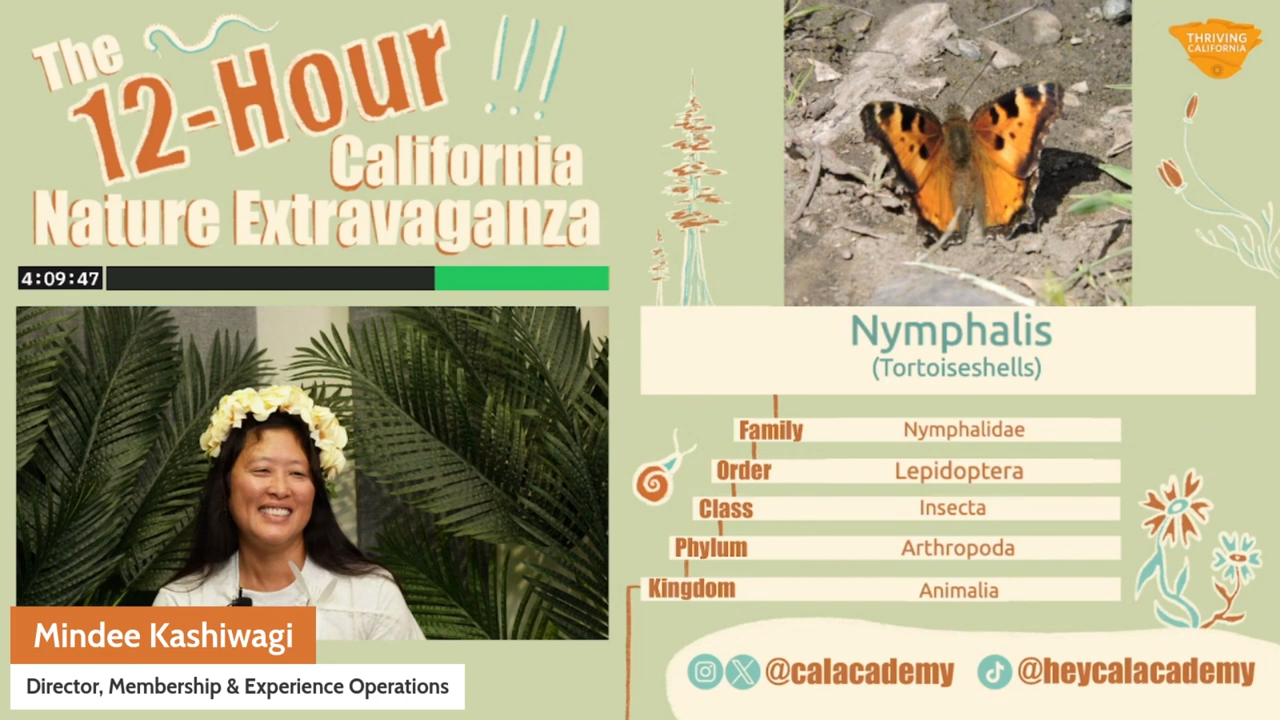 The
12-Hour !!!
California
Nature Extravaganza
4:09:47
Mindee Kashiwagi
Director, Membership & Experience Operations
THRIVING
CALIFORNIA
Nymphalis
(Tortoiseshells)
Family Nymphalidae
Order Lepidoptera
Class Insecta
Phylum Arthropoda
Kingdom Animalia
@calacademy @heycalacademy